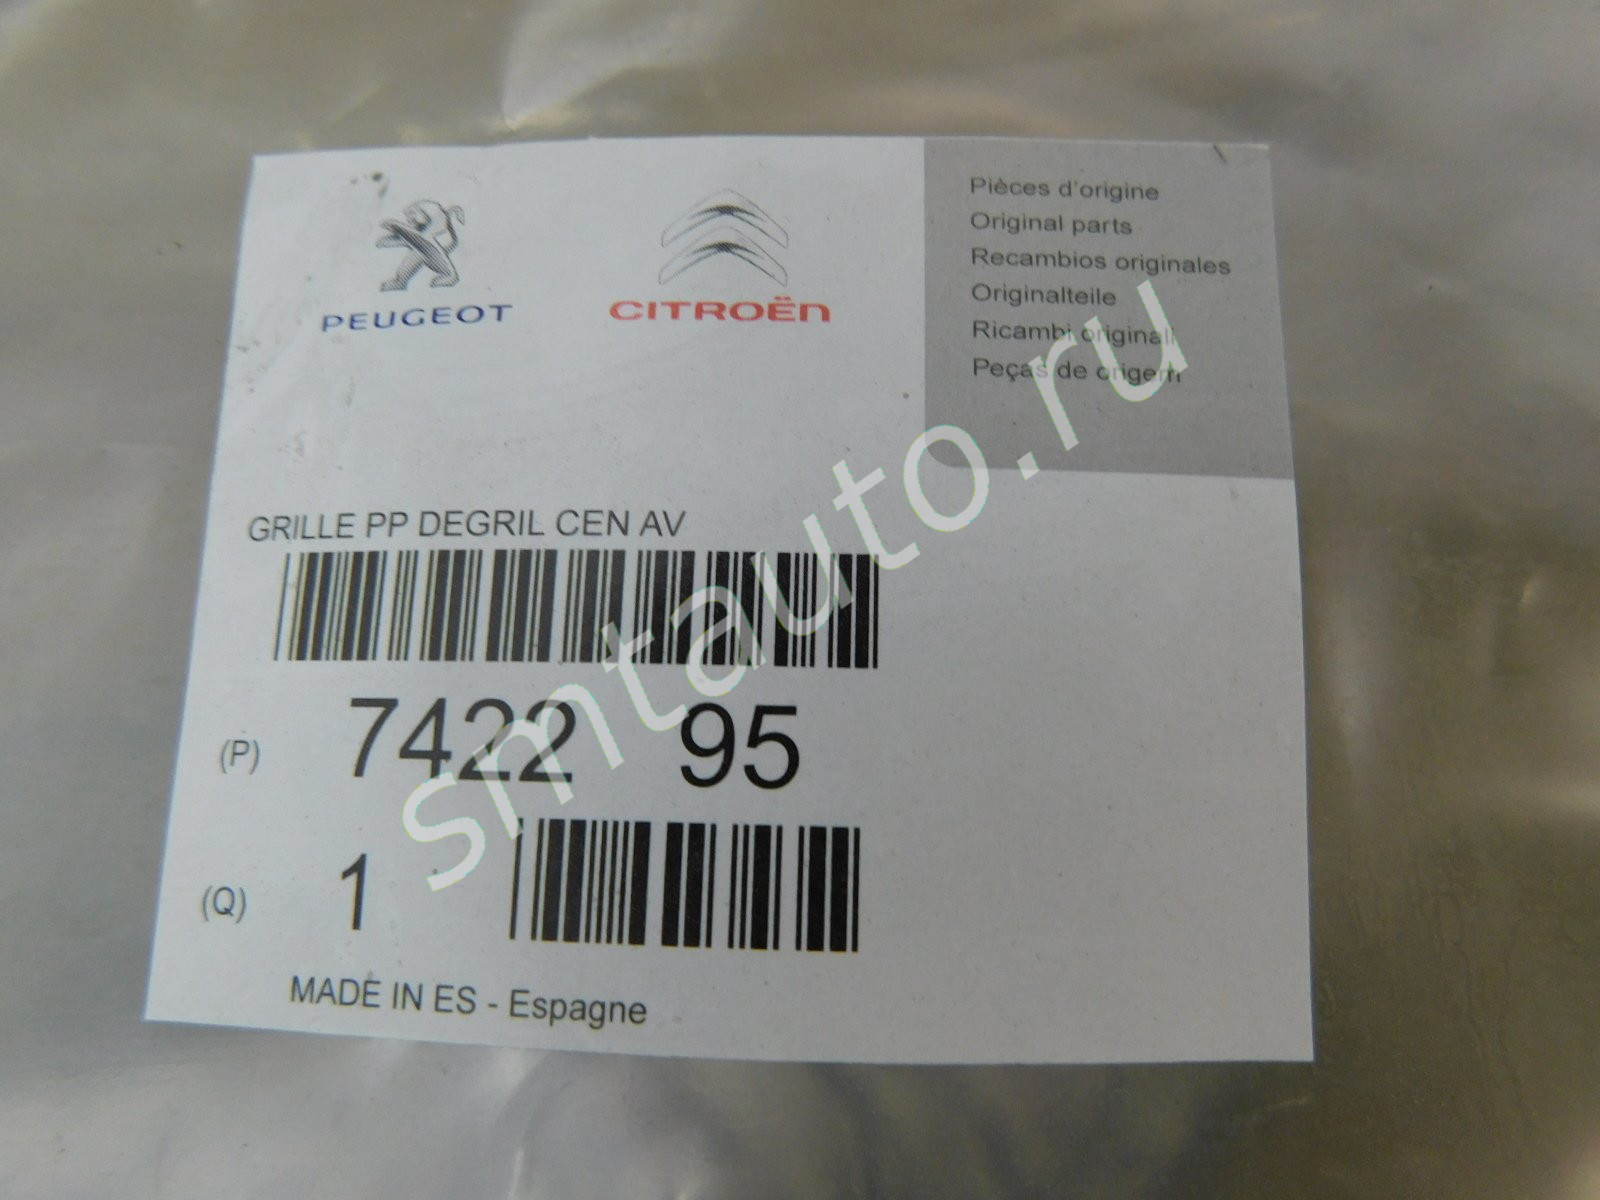 PEUGEOT
CITROËN
Pièces d'origine
Original parts
Recambios originales
Originalteile
Ricambi originali
Peças de origem
GRILLE PP DEGRIL CEN AV
(P) 7422 95
(Q) 1
MADE IN ES - Espagne
smtauto.ru